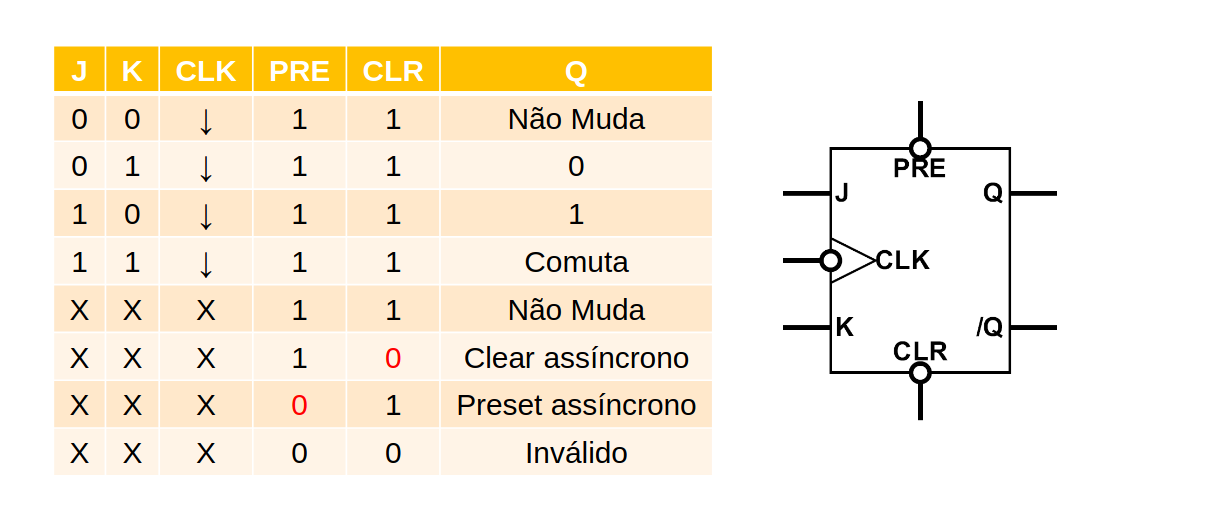 J K CLK PRE CLR Q
0 0 ↓ 1 1 Não Muda
0 1 ↓ 1 1 0
1 0 ↓ 1 1 1
1 1 ↓ 1 1 Comuta
X X X 1 1 Não Muda
X X X 1 0 Clear assíncrono
X X X 0 1 Preset assíncrono
X X X 0 0 Inválido
PRE
J Q
CLK
K /Q
CLR